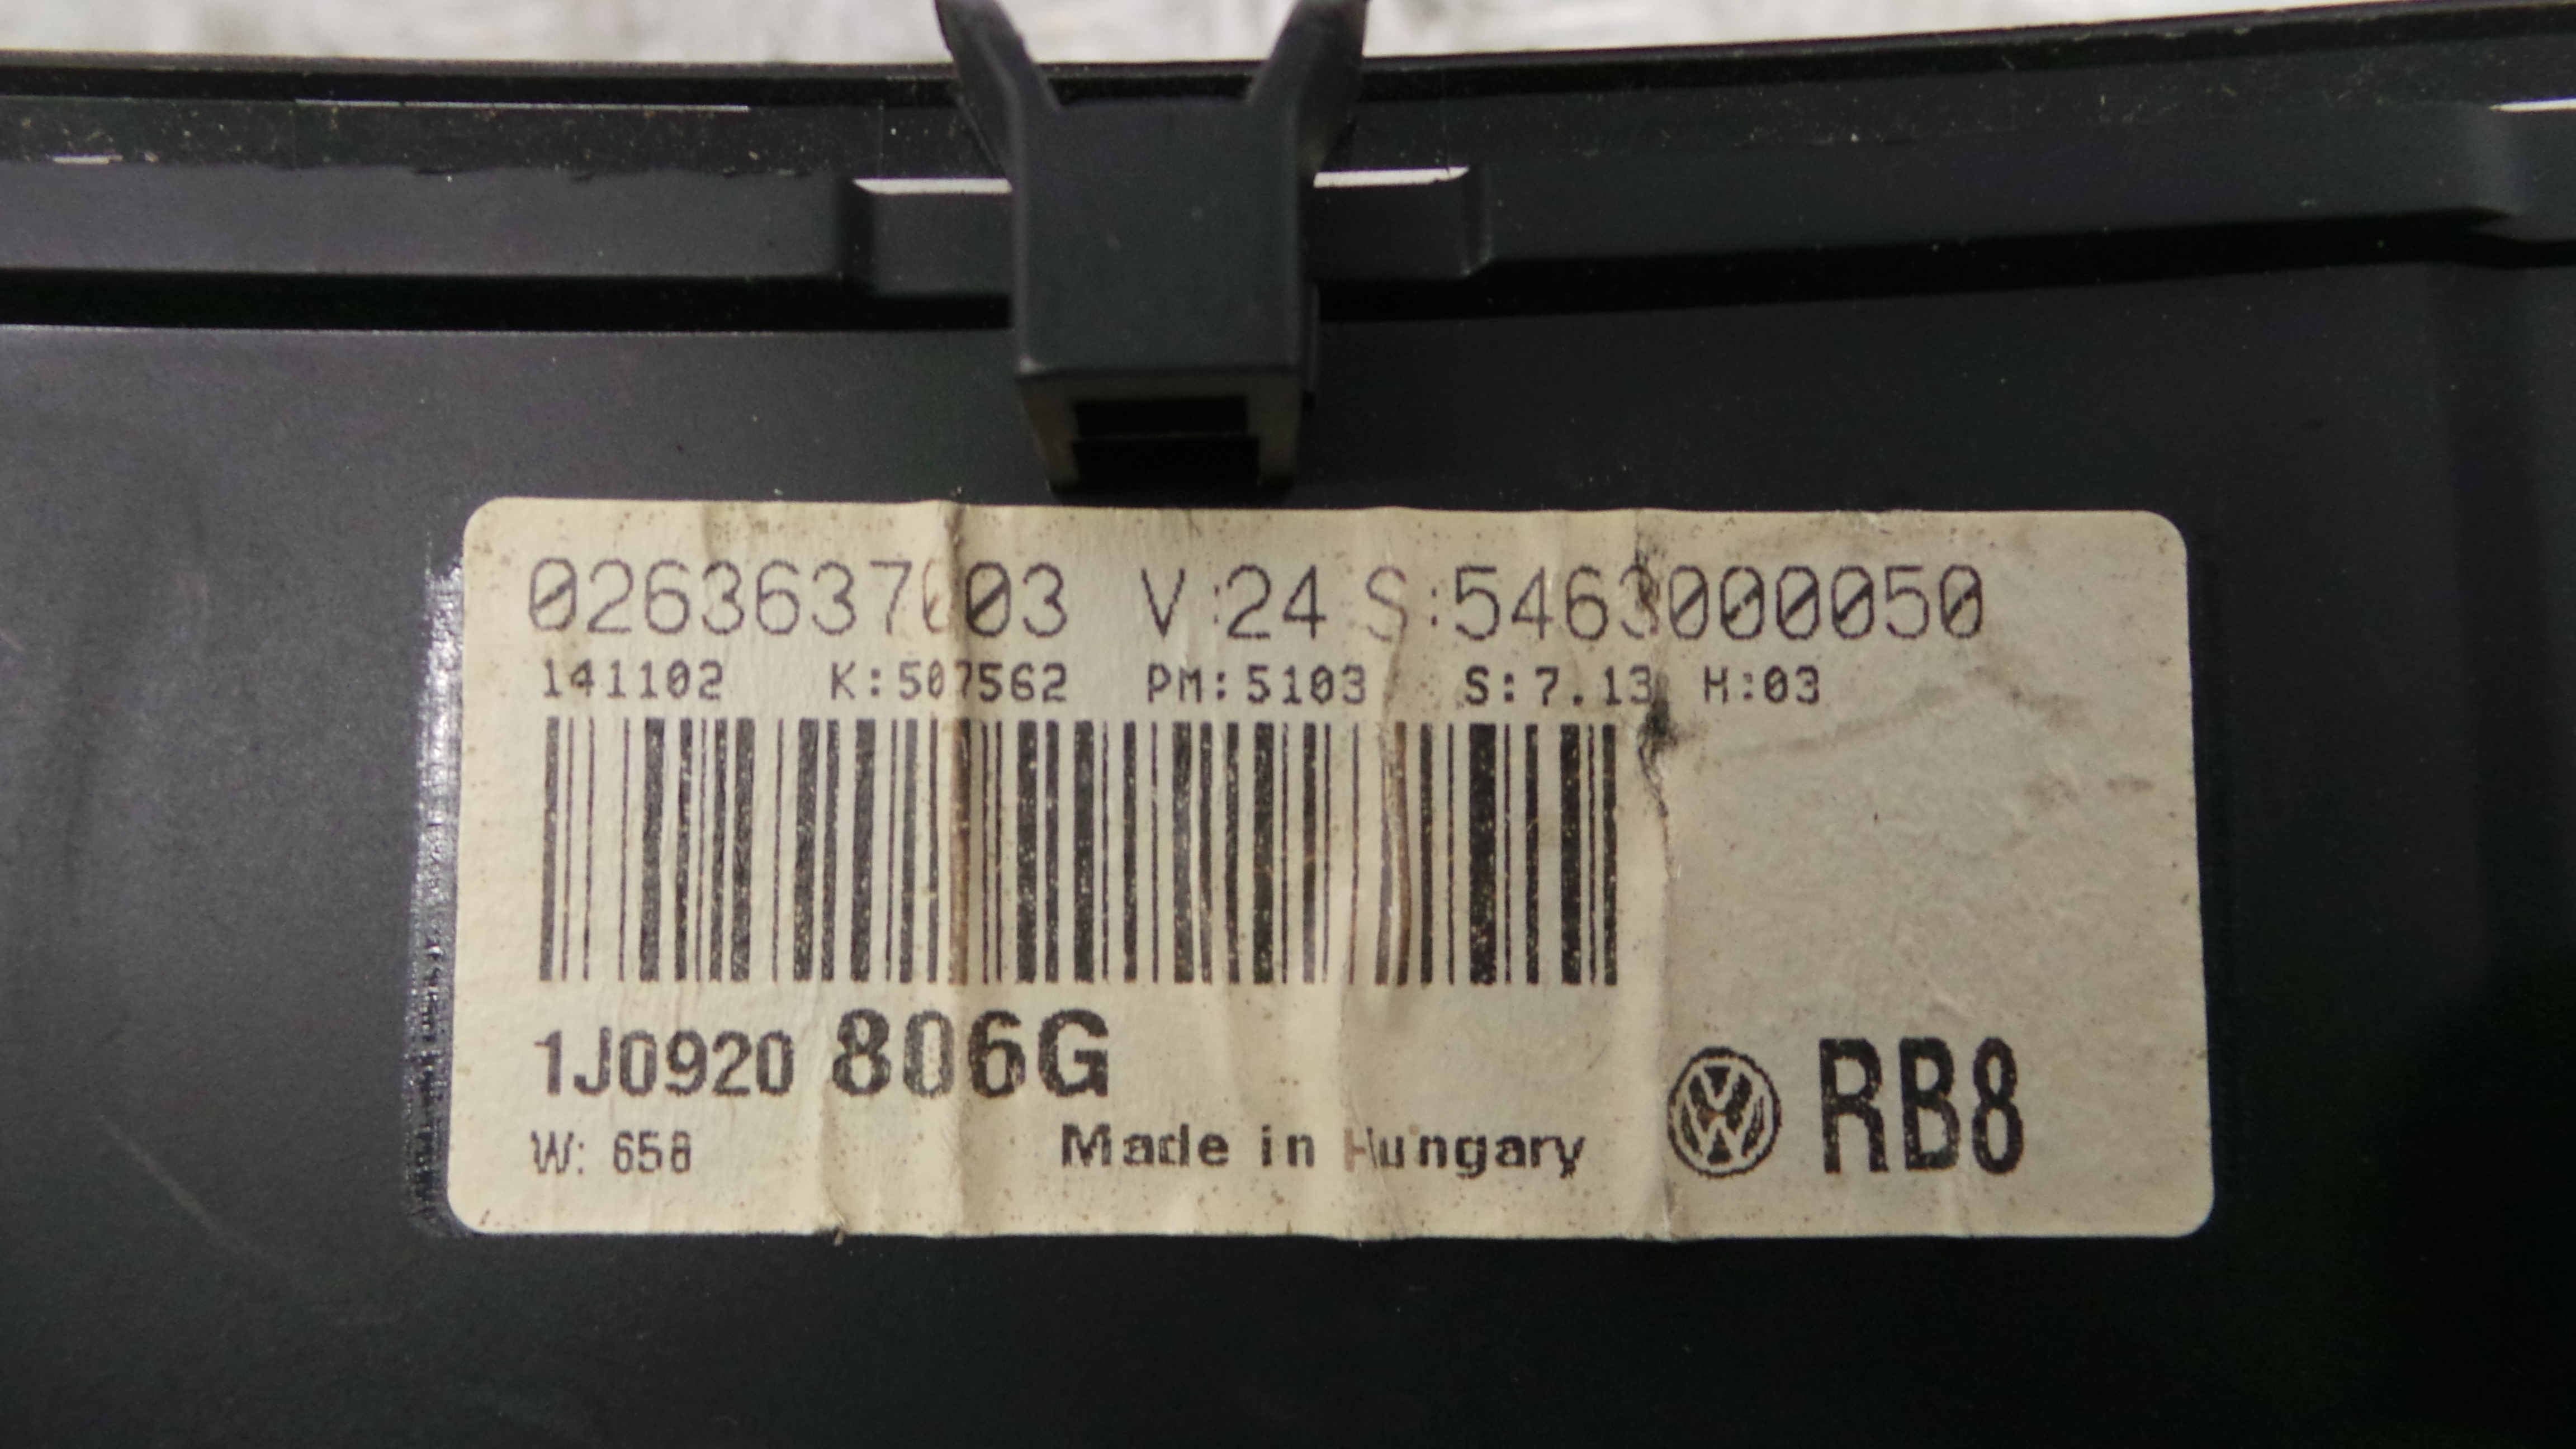 0263637003 V:24 S:5463000050
141102 K:507562 PM:5103 S:7.13 H:03
1J0920 806G
W: 658 Made in Hungary RB8